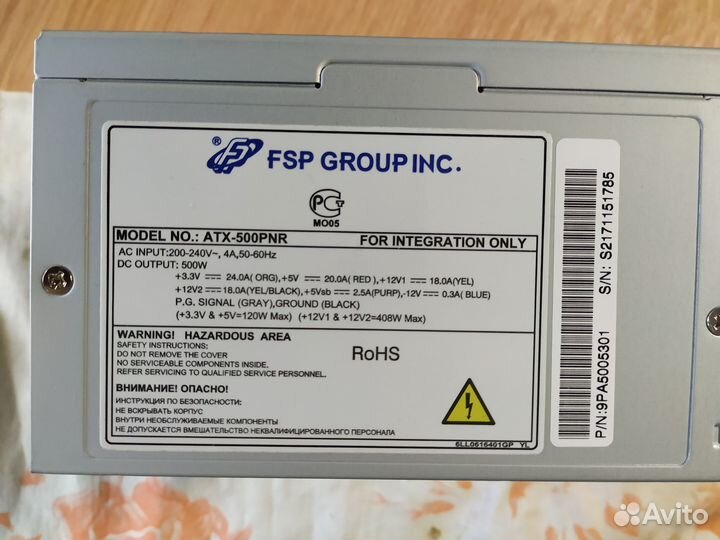 ® FSP GROUP INC.
PG
MO05
MODEL NO.: ATX-500PNR FOR INTEGRATION ONLY
AC INPUT:200-240V~, 4A,50-60Hz
DC OUTPUT: 500W
+3.3V ⎓ 24.0A( ORG),+5V ⎓ 20.0A( RED ),+12V1 ⎓ 18.0A(YEL)
+12V2 ⎓ 18.0A(YEL/BLACK),+5Vsb ⎓ 2.5A(PURP),-12V ⎓ 0.3A( BLUE)
P.G. SIGNAL (GRAY),GROUND (BLACK)
(+3.3V & +5V=120W Max) (+12V1 & +12V2=408W Max)
WARNING! HAZARDOUS AREA
SAFETY INSTRUCTIONS:
DO NOT REMOVE THE COVER
NO SERVICEABLE COMPONENTS INSIDE.
REFER SERVICING TO QUALIFIED SERVICE PERSONNEL.
RoHS
ВНИМАНИЕ! ОПАСНО!
ИНСТРУКЦИЯ ПО БЕЗОПАСНОСТИ:
НЕ ВСКРЫВАТЬ КОРПУС
ВНУТРИ НЕОБСЛУЖИВАЕМЫЕ КОМПОНЕНТЫ
НЕ ДОПУСКАЕТСЯ ВМЕШАТЕЛЬСТВО НЕКВАЛИФИЦИРОВАННОГО ПЕРСОНАЛА
6LL0616401GP YL
P/N:9PA5005301 S/N: S2171151785
Avito